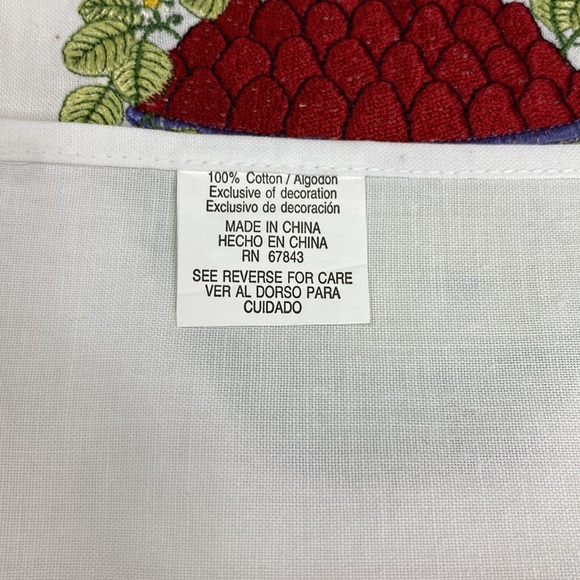 100% Cotton / Algodon
Exclusive of decoration
Exclusivo de decoración
MADE IN CHINA
HECHO EN CHINA
RN 67843
SEE REVERSE FOR CARE
VER AL DORSO PARA
CUIDADO